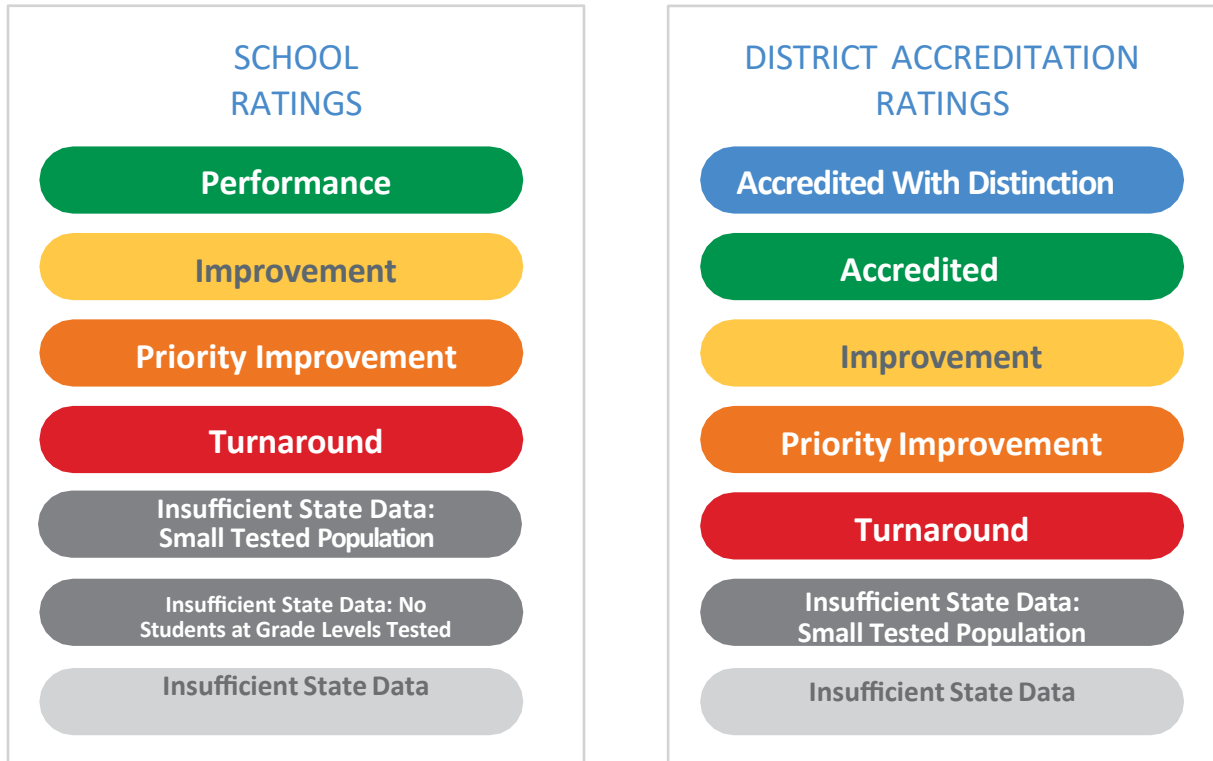 SCHOOL
RATINGS
Performance
Improvement
Priority Improvement
Turnaround
Insufficient State Data:
Small Tested Population
Insufficient State Data: No
Students at Grade Levels Tested
Insufficient State Data
DISTRICT ACCREDITATION
RATINGS
Accredited With Distinction
Accredited
Improvement
Priority Improvement
Turnaround
Insufficient State Data:
Small Tested Population
Insufficient State Data